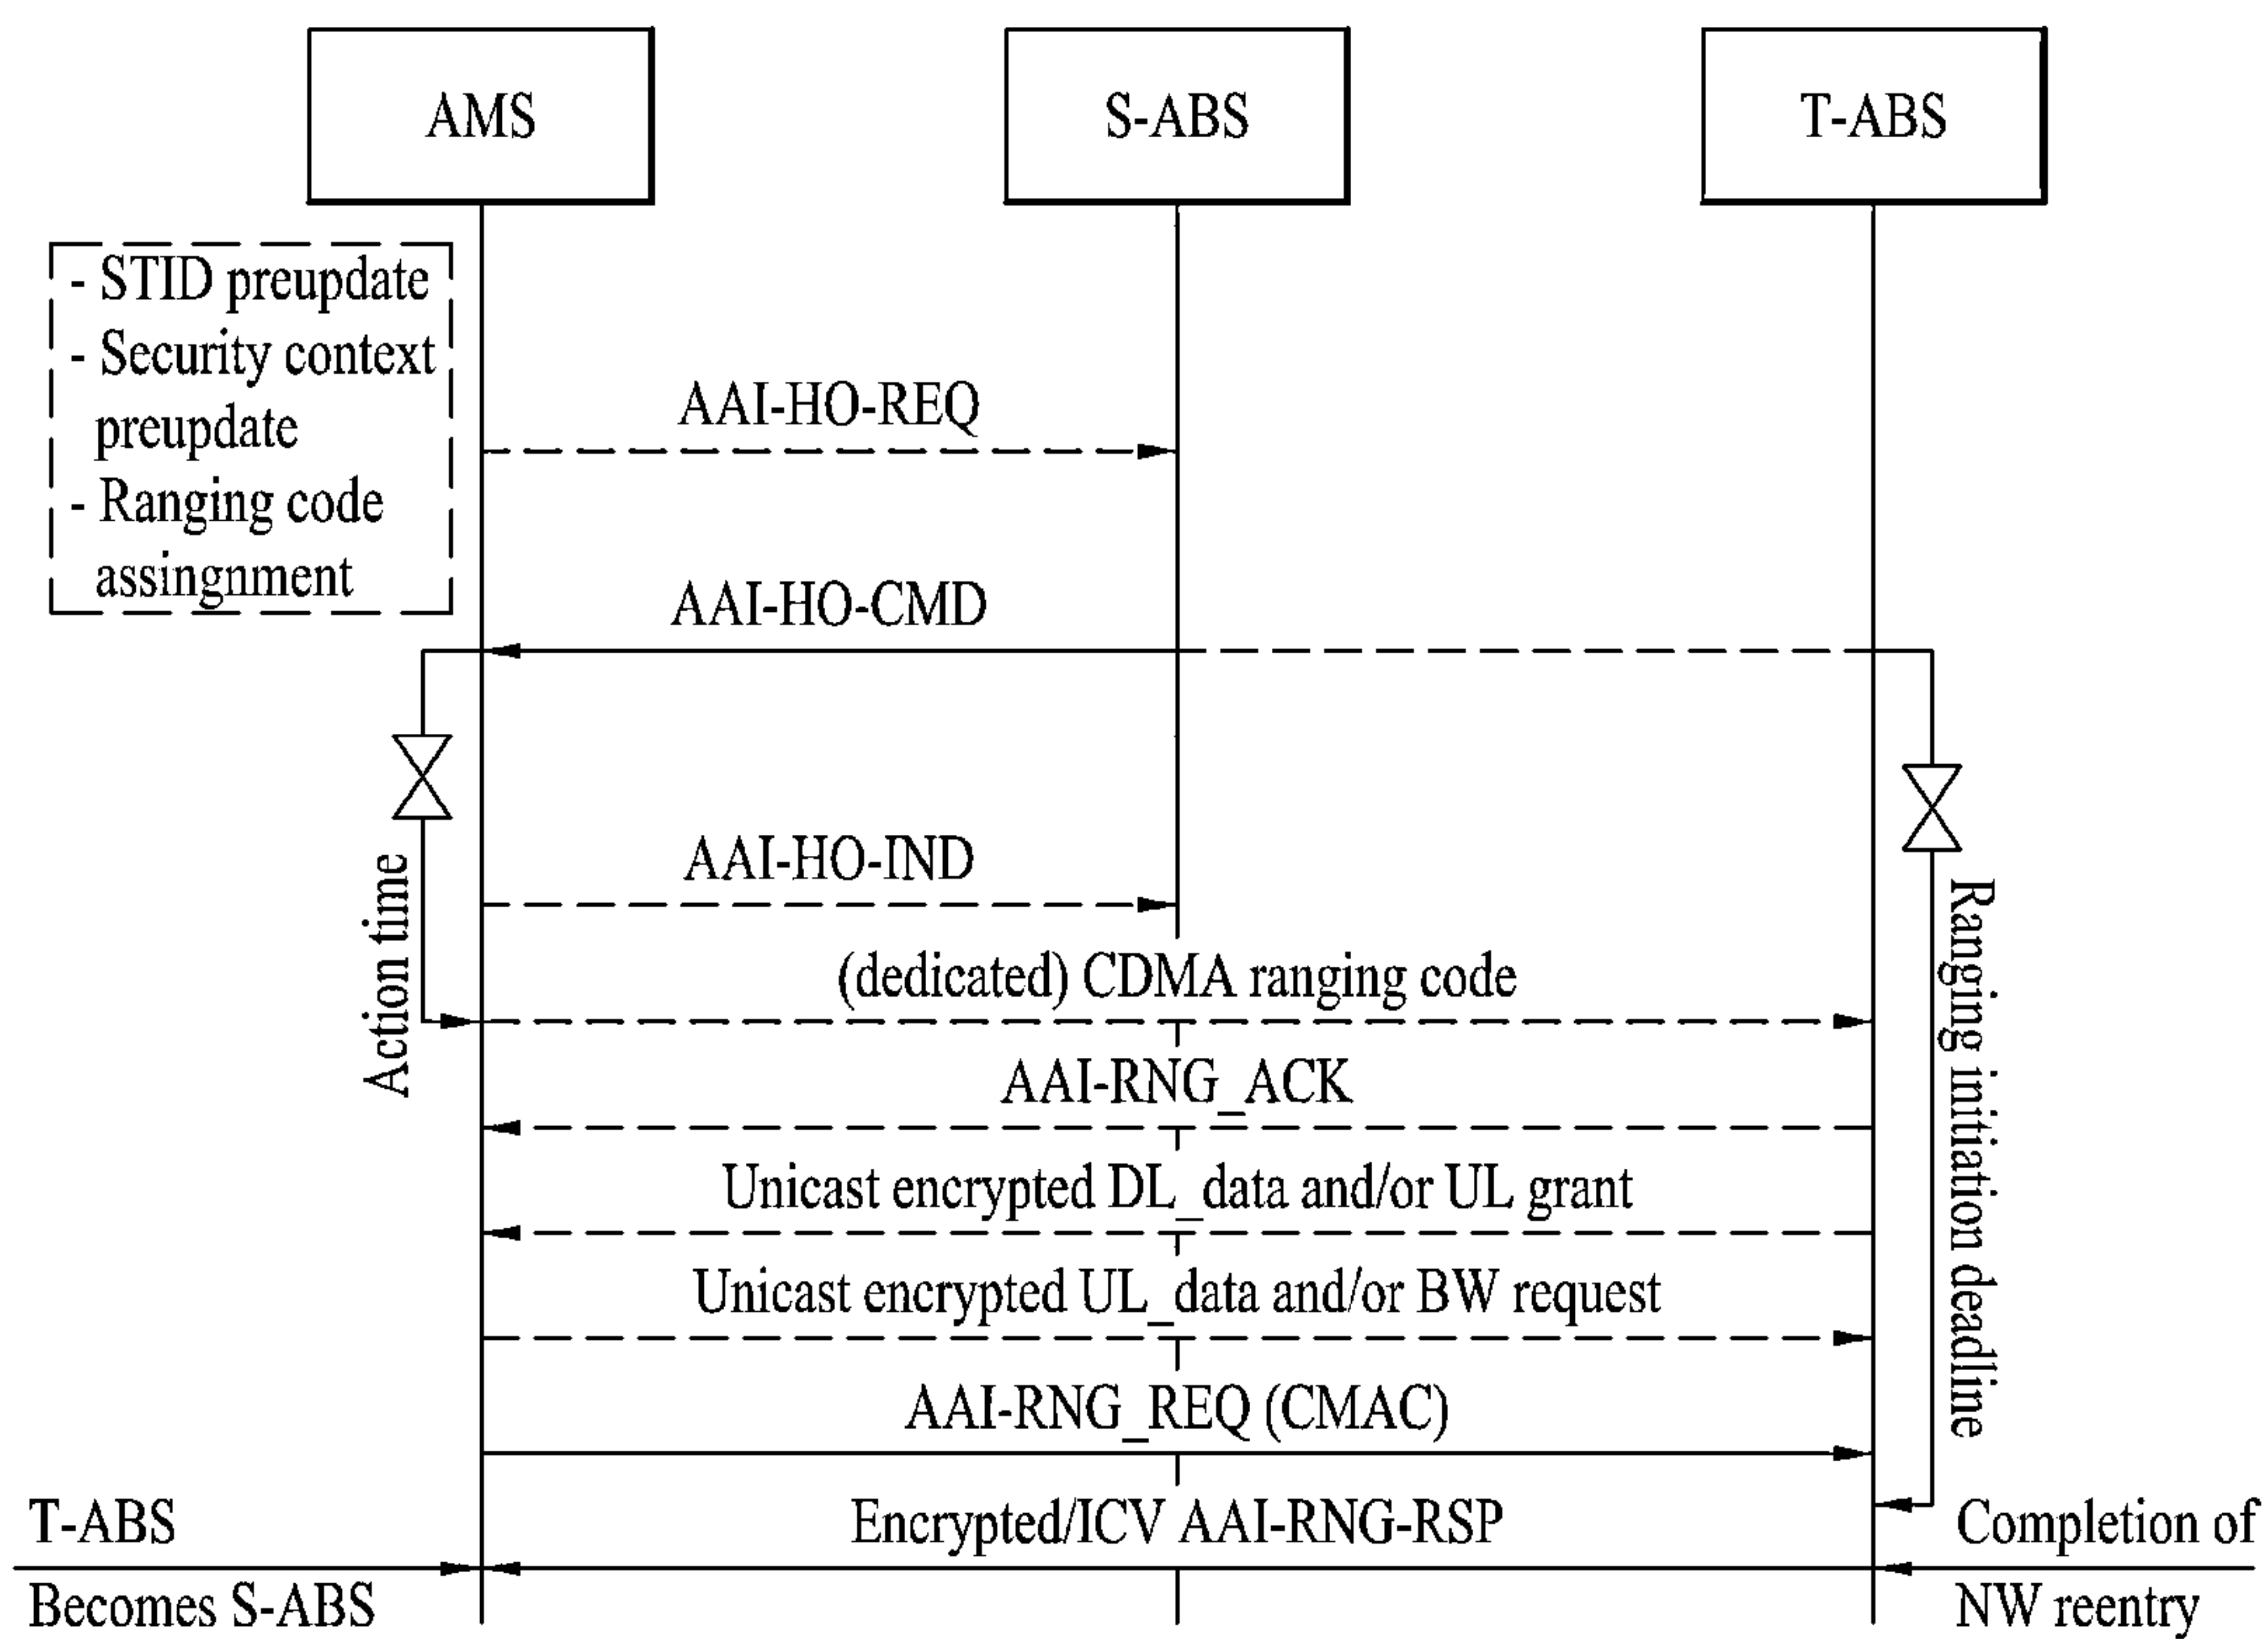 AMS
S-ABS
T-ABS
- STID preupdate
- Security context
preupdate
- Ranging code
assingnment
AAI-HO-REQ
AAI-HO-CMD
Action time
AAI-HO-IND
Ranging initiation deadline
(dedicated) CDMA ranging code
AAI-RNG_ACK
Unicast encrypted DL_data and/or UL grant
Unicast encrypted UL_data and/or BW request
AAI-RNG_REQ (CMAC)
T-ABS
Becomes S-ABS
Encrypted/ICV AAI-RNG-RSP
Completion of
NW reentry